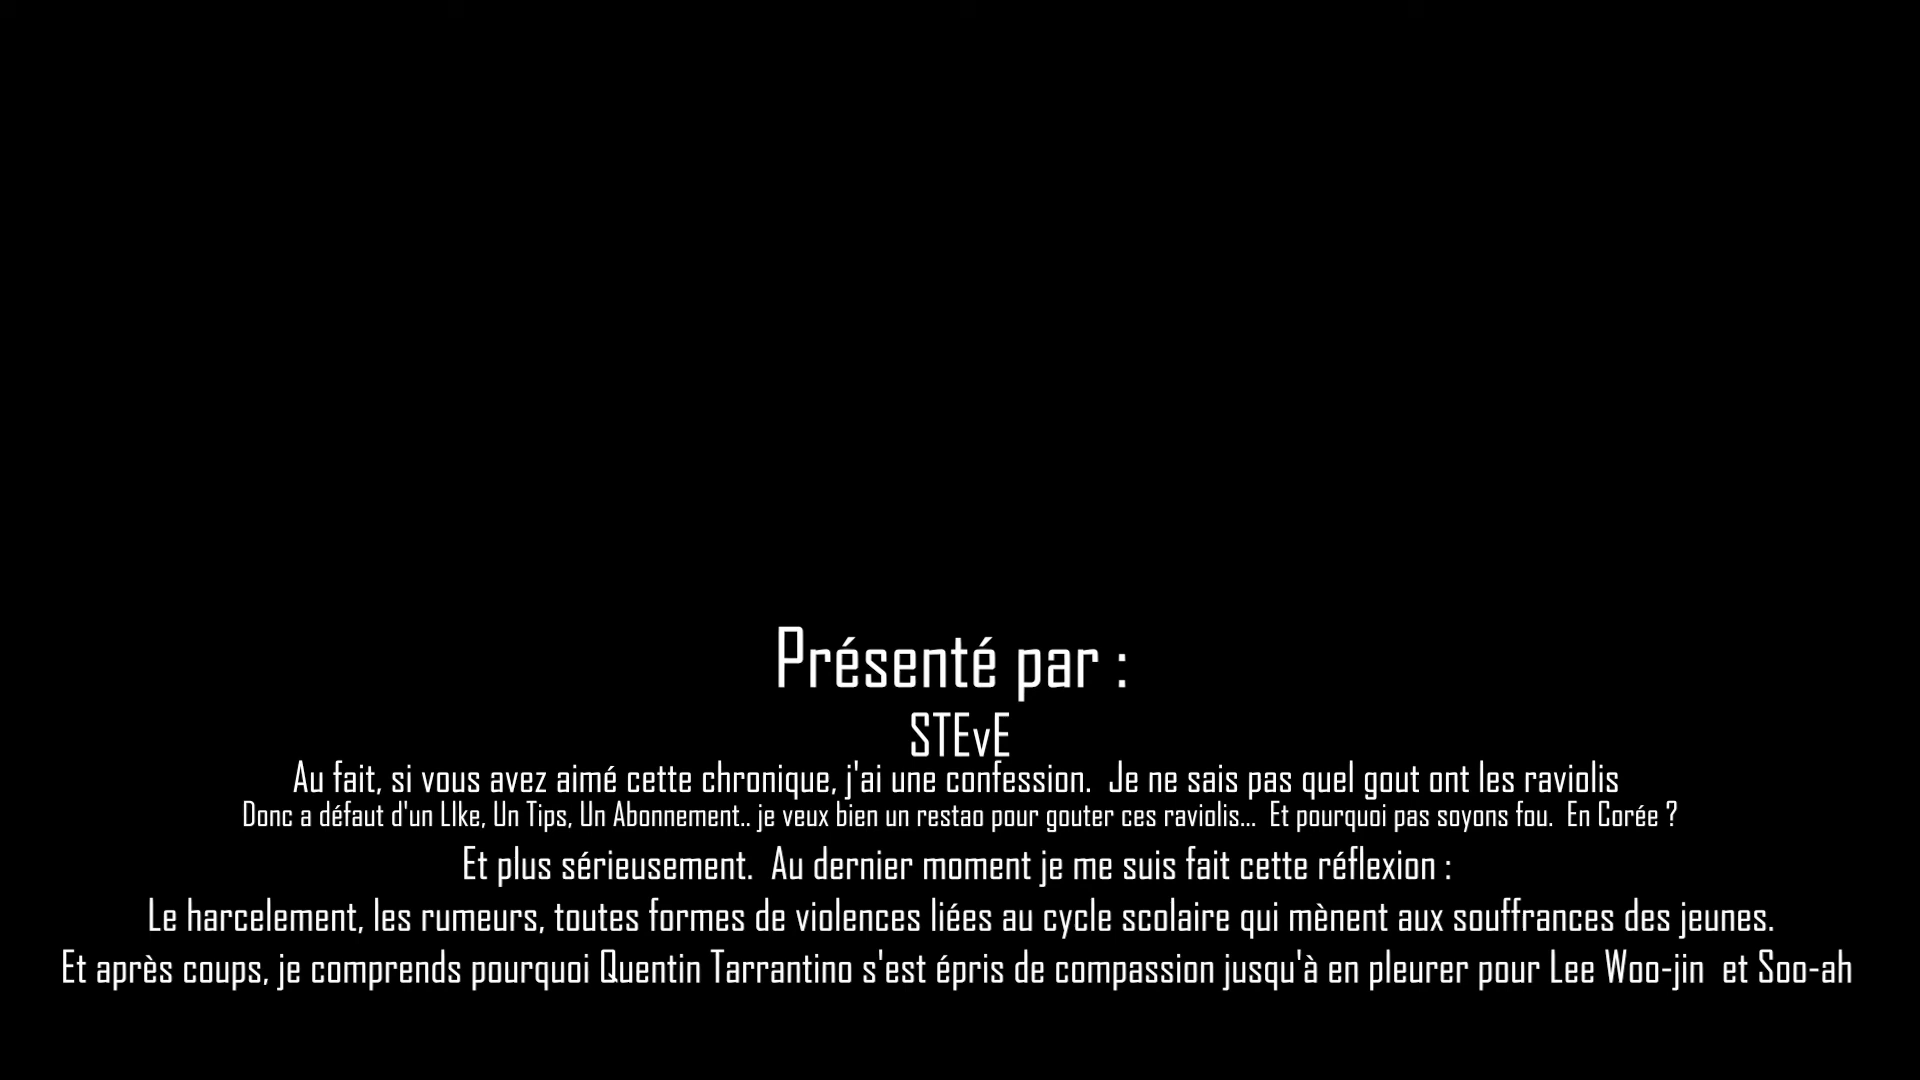 Présenté par :
STEvE
Au fait, si vous avez aimé cette chronique, j'ai une confession.  Je ne sais pas quel gout ont les raviolis
Donc a défaut d'un LIke, Un Tips, Un Abonnement.. je veux bien un restao pour gouter ces raviolis...  Et pourquoi pas soyons fou.  En Corée ?
Et plus sérieusement.  Au dernier moment je me suis fait cette réflexion :
Le harcelement, les rumeurs, toutes formes de violences liées au cycle scolaire qui mènent aux souffrances des jeunes.
Et après coups, je comprends pourquoi Quentin Tarrantino s'est épris de compassion jusqu'à en pleurer pour Lee Woo-jin  et Soo-ah